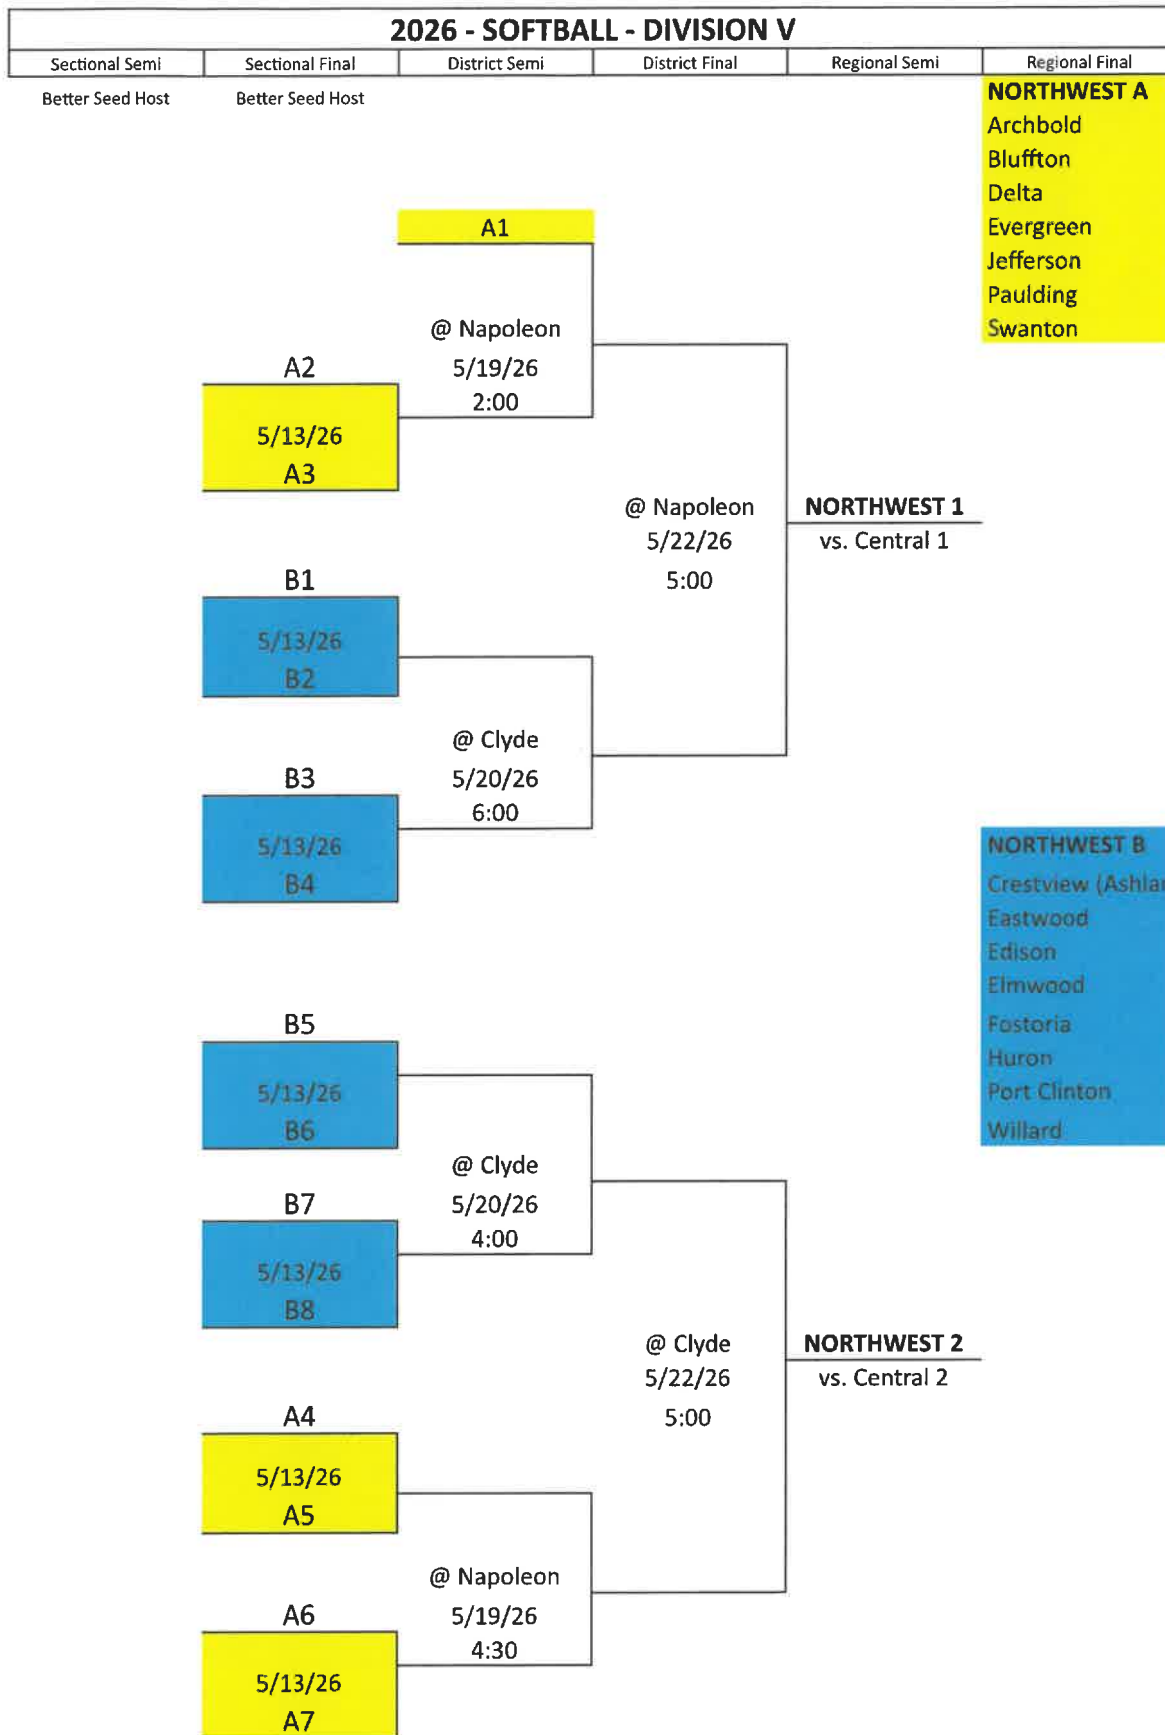 2026 - SOFTBALL - DIVISION V
Sectional Semi Sectional Final District Semi District Final Regional Semi Regional Final
Better Seed Host Better Seed Host
NORTHWEST A
Archbold
Bluffton
Delta
Evergreen
Jefferson
Paulding
Swanton
A1
@ Napoleon
5/19/26
2:00
A2
5/13/26
A3
@ Napoleon
5/22/26
5:00
NORTHWEST 1
vs. Central 1
B1
5/13/26
B2
@ Clyde
5/20/26
6:00
B3
5/13/26
B4
NORTHWEST B
Crestview (Ashlan
Eastwood
Edison
Elmwood
Fostoria
Huron
Port Clinton
Willard
B5
5/13/26
B6
@ Clyde
5/20/26
4:00
B7
5/13/26
B8
@ Clyde
5/22/26
5:00
NORTHWEST 2
vs. Central 2
A4
5/13/26
A5
@ Napoleon
5/19/26
4:30
A6
5/13/26
A7